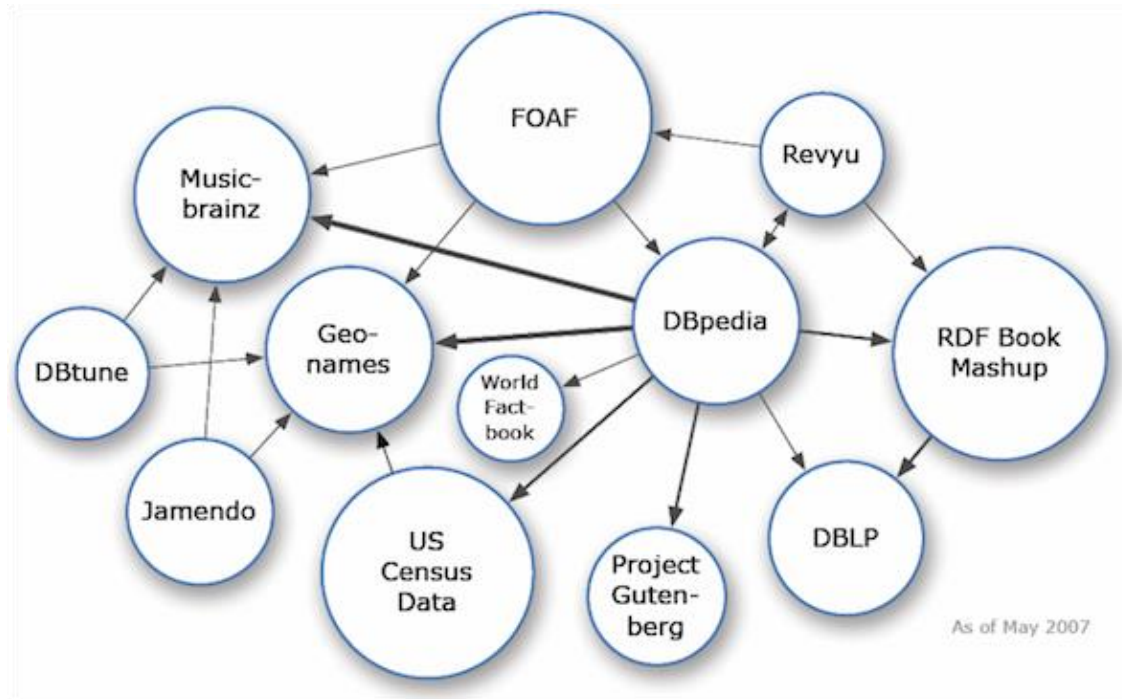 FOAF
Revyu
Music-
brainz
DBpedia
Geo-
names
RDF Book
Mashup
DBtune
World
Fact-
book
Jamendo
US
Census
Data
Project
Guten-
berg
DBLP
As of May 2007